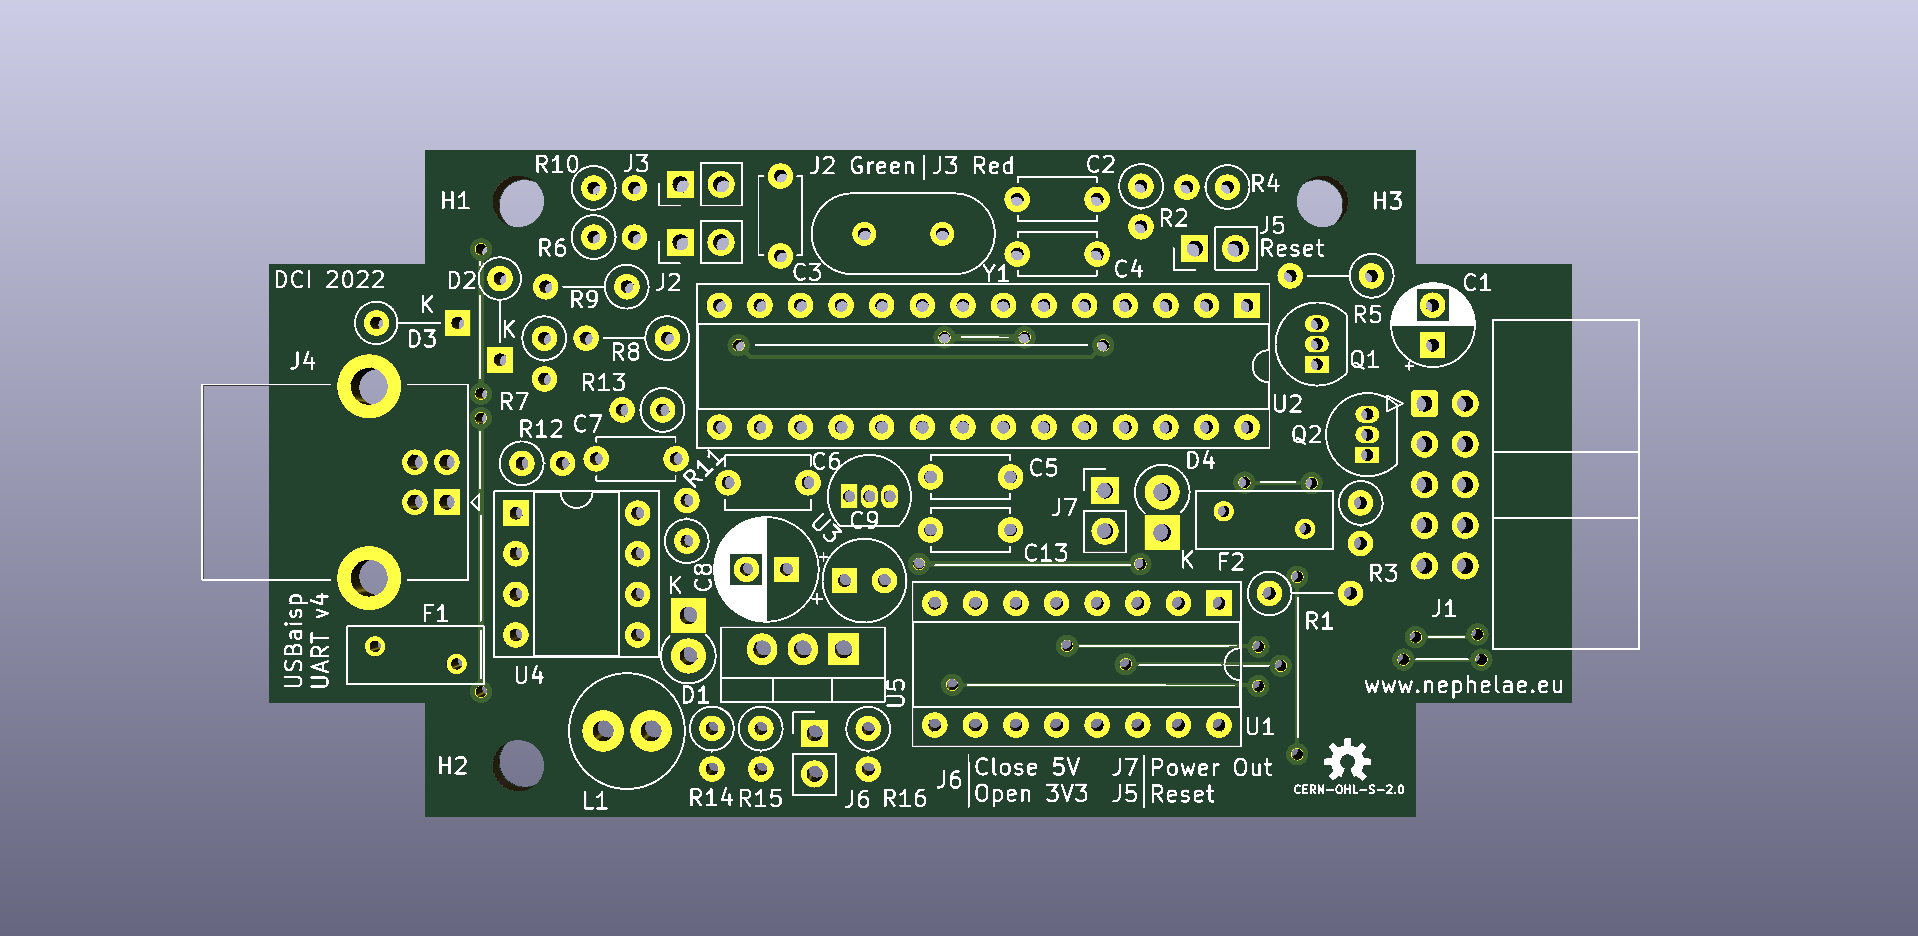 R10
J3
J2 Green|J3 Red
C2
R4
H1
H3
R2
J5
Reset
R6
C3
Y1
C4
DCI 2022
D2
R9
J2
C1
K
D3
K
R8
R5
Q1
J4
R7
R13
U2
R12
C7
Q2
R11
C6
C5
D4
J7
U3
C9
C13
K
F2
R3
K
C8
+
+
+
F1
J1
R1
USBaisp
UART v4
U4
D1
U5
www.nephelae.eu
U1
H2
L1
R14
R15
J6
R16
J6|Close 5V
Open 3V3
J7|Power Out
J5|Reset
CERN-OHL-S-2.0